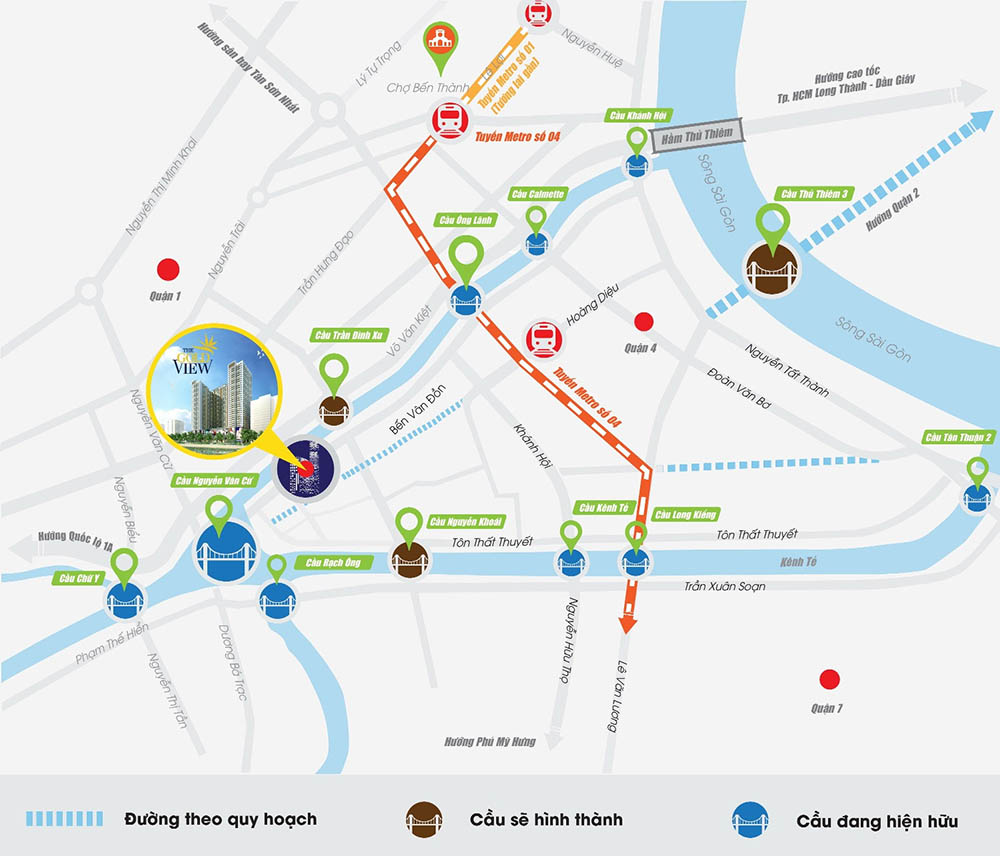 Nguyễn Huệ
Lý Tự Trọng
Hướng sân bay Tân Sơn Nhất
Chợ Bến Thành
Tuyến Metro số 01
(Tương lai gần)
Hướng cao tốc
Tp. HCM Long Thành - Dầu Giây
Cầu Khánh Hội
Hầm Thủ Thiêm
Tuyến Metro số 04
Nguyễn Thị Minh Khai
Sông Sài Gòn
Cầu Calmette
Cầu Thủ Thiêm 3
Hướng Quận 2
Cầu Ông Lãnh
Nguyễn Trãi
Trần Hưng Đạo
Quận 1
Hoàng Diệu
Võ Văn Kiệt
Cầu Trần Đình Xu
Sông Sài Gòn
Quận 4
THE
GOLD
VIEW
Nguyễn Tất Thành
Tuyến Metro số 04
Đoàn Văn Bơ
Bến Vân Đồn
Nguyễn Văn Cừ
Khánh Hội
Cầu Tân Thuận 2
Cầu Nguyễn Văn Cừ
Nguyễn Biểu
Cầu Nguyễn Khoái
Cầu Kênh Tẻ
Cầu Long Kiểng
Hướng Quốc lộ 1A
Tôn Thất Thuyết
Tôn Thất Thuyết
Cầu Rạch Ông
Kênh Tẻ
Cầu Chữ Y
Trần Xuân Soạn
Phạm Thế Hiển
Dương Bá Trạc
Nguyễn Thị Tần
Nguyễn Hữu Thọ
Lê Văn Lương
Quận 7
Hướng Phú Mỹ Hưng
Đường theo quy hoạch
Cầu sẽ hình thành
Cầu đang hiện hữu